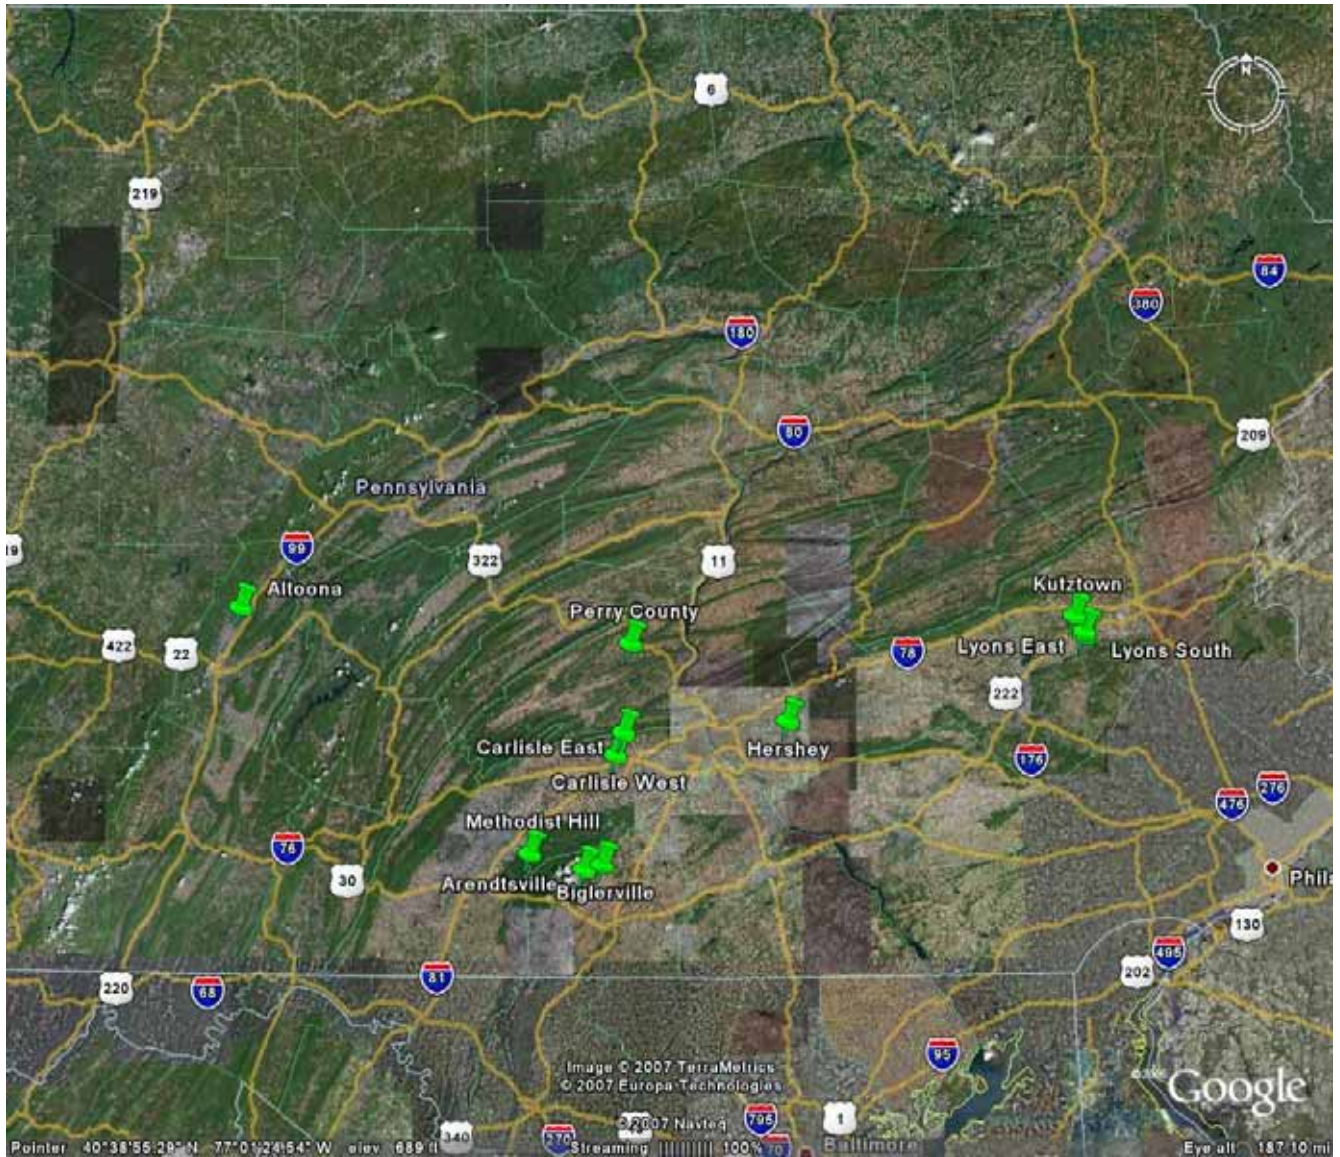 N
6
219
84
380
180
80
209
Pennsylvania
99
322
11
Altoona
Kutztown
Perry County
422
22
78
Lyons East
Lyons South
222
Carlisle East
Hershey
Carlisle West
176
276
476
Methodist Hill
76
30
Arendtsville
Biglerville
Phila
130
495
202
81
220
68
95
Image © 2007 TerraMetrics
© 2007 Europa Technologies
Google
© 2007 Navteq
795
1
340
270
70
Baltimore
Pointer 40°38'55.29" N 77°01'24.54" W elev 689 ft
Streaming 100%
Eye alt 187.10 mi